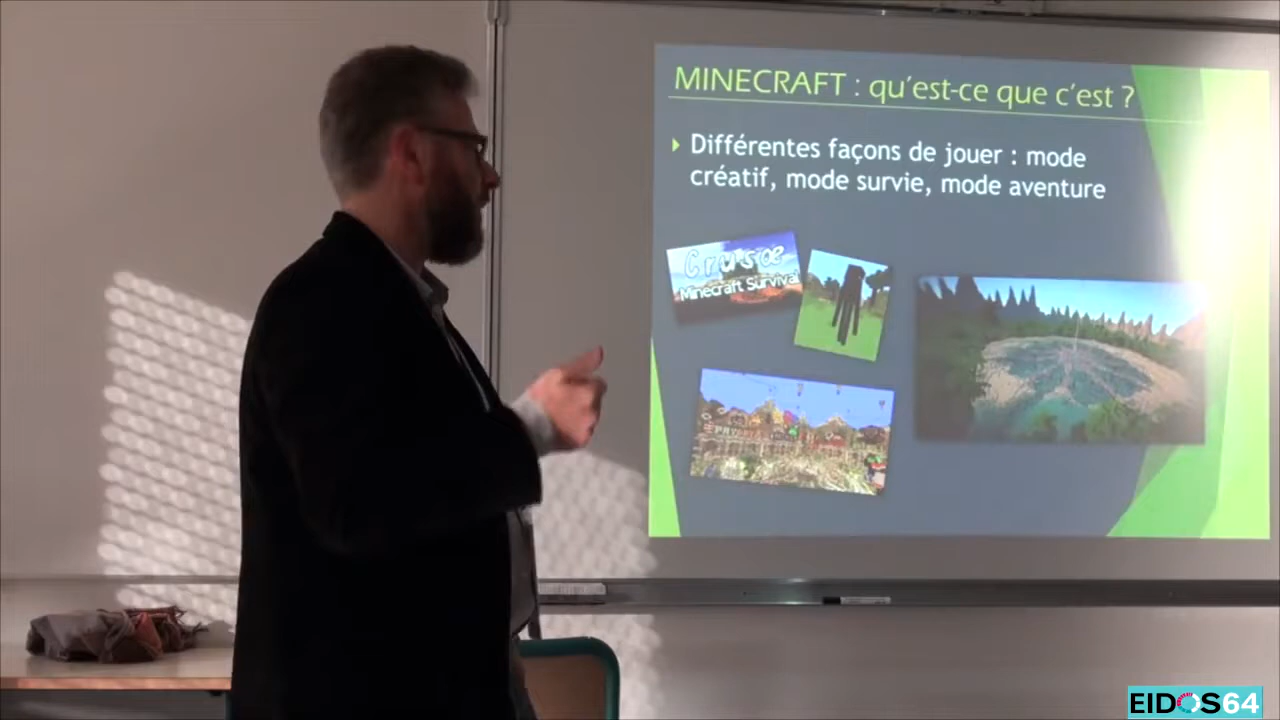 MINECRAFT : qu'est-ce que c'est ?
Différentes façons de jouer : mode
créatif, mode survie, mode aventure
Crusoe
Minecraft Survival
EIDOS64